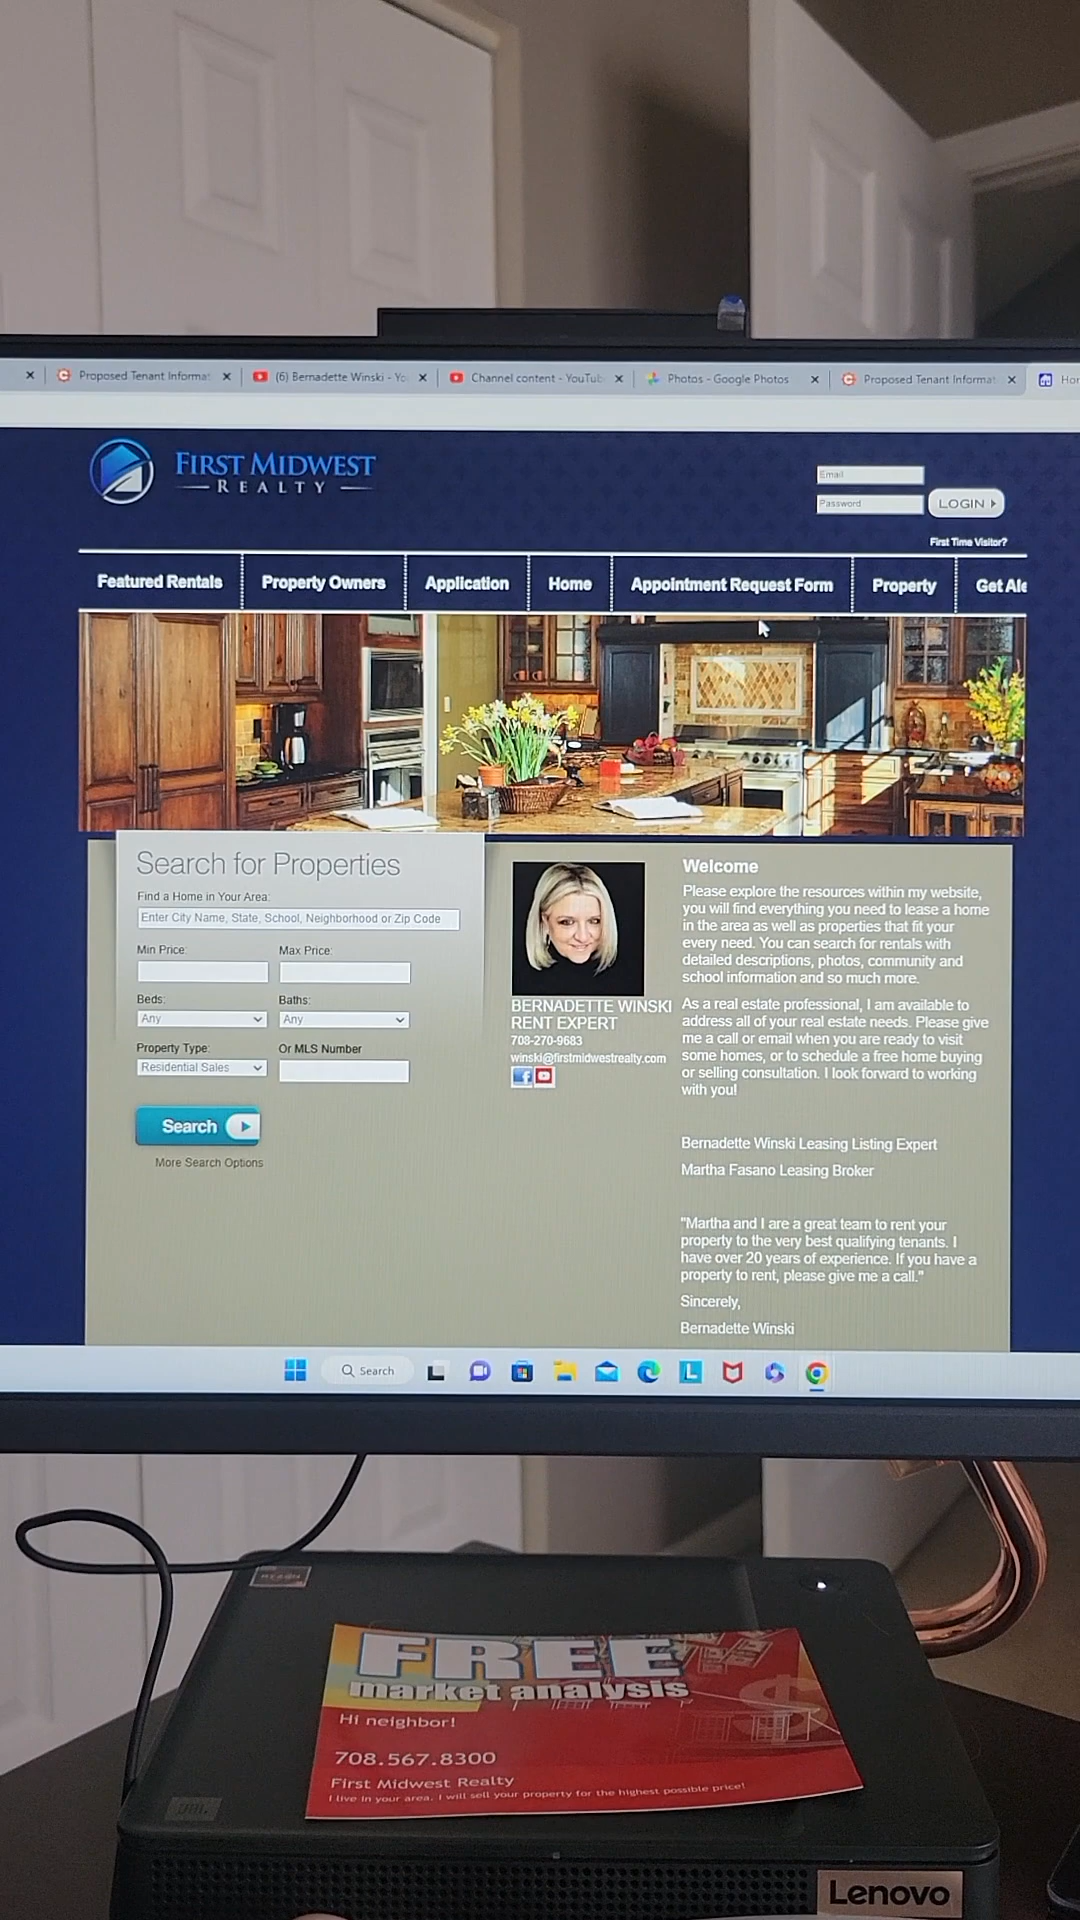 Proposed Tenant Informat
(6) Bernadette Winski - Yo
Channel content - YouTub
Photos - Google Photos
Proposed Tenant Informat
FIRST MIDWEST
REALTY
Email
Password
LOGIN
First Time Visitor?
Featured Rentals
Property Owners
Application
Home
Appointment Request Form
Property
Get Ale
Search for Properties
Find a Home in Your Area:
Enter City Name, State, School, Neighborhood or Zip Code
Min Price:
Max Price:
Beds:
Baths:
Any
Any
Property Type:
Or MLS Number
Residential Sales
Search
More Search Options
BERNADETTE WINSKI
RENT EXPERT
708-270-9683
winski@firstmidwestrealty.com
Welcome
Please explore the resources within my website,
you will find everything you need to lease a home
in the area as well as properties that fit your
every need. You can search for rentals with
detailed descriptions, photos, community and
school information and so much more.
As a real estate professional, I am available to
address all of your real estate needs. Please give
me a call or email when you are ready to visit
some homes, or to schedule a free home buying
or selling consultation. I look forward to working
with you!
Bernadette Winski Leasing Listing Expert
Martha Fasano Leasing Broker
"Martha and I are a great team to rent your
property to the very best qualifying tenants. I
have over 20 years of experience. If you have a
property to rent, please give me a call."
Sincerely,
Bernadette Winski
Search
FREE
market analysis
Hi neighbor!
708.567.8300
First Midwest Realty
I live in your area. I will sell your property for the highest possible price!
Lenovo